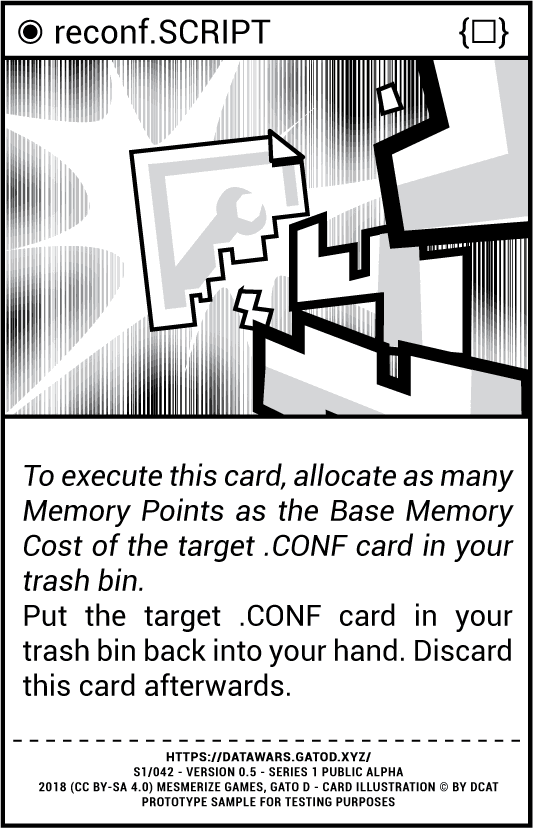 reconf.SCRIPT {□}
To execute this card, allocate as many
Memory Points as the Base Memory
Cost of the target .CONF card in your
trash bin.
Put the target .CONF card in your
trash bin back into your hand. Discard
this card afterwards.
HTTPS://DATAWARS.GATOD.XYZ/
S1/042 - VERSION 0.5 - SERIES 1 PUBLIC ALPHA
2018 (CC BY-SA 4.0) MESMERIZE GAMES, GATO D - CARD ILLUSTRATION © BY DCAT
PROTOTYPE SAMPLE FOR TESTING PURPOSES